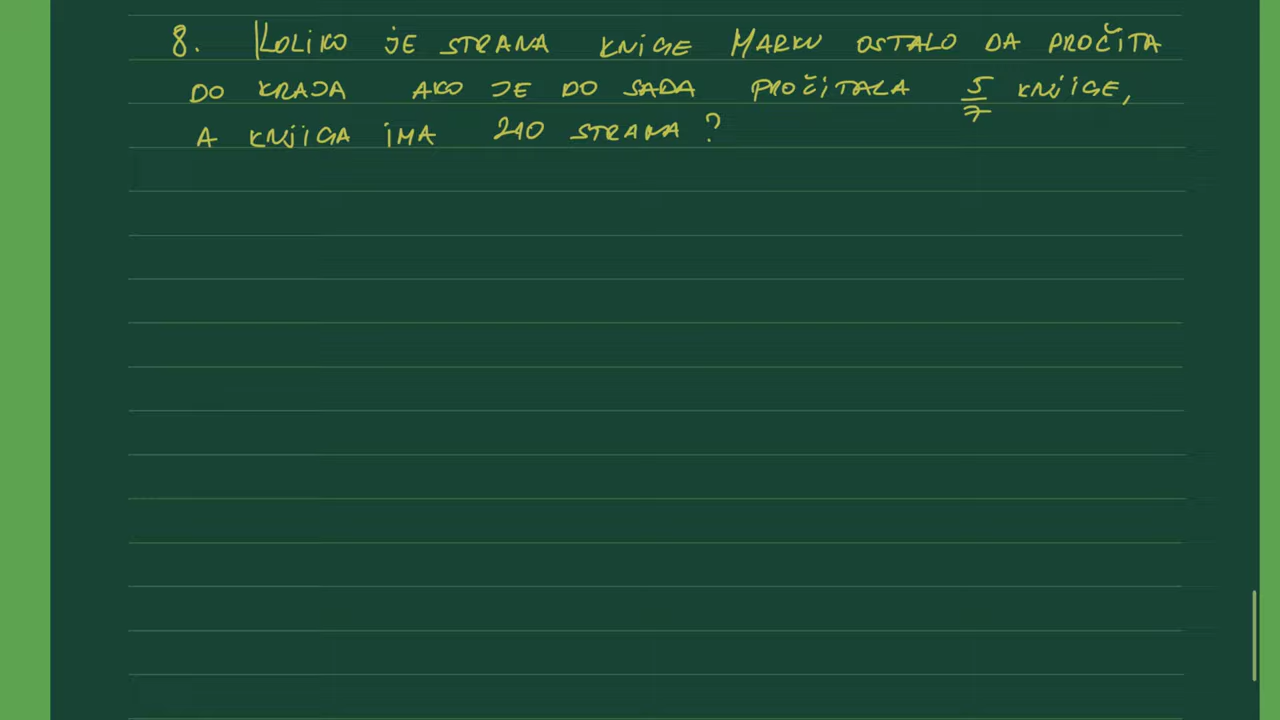 8. KOLIKO JE STRANA KNIGE MARKU OSTALO DA PROČITA
DO KRAJA AKO JE DO SADA PROČITALA 5/7 KNJIGE,
A KNJIGA IMA 210 STRANA?